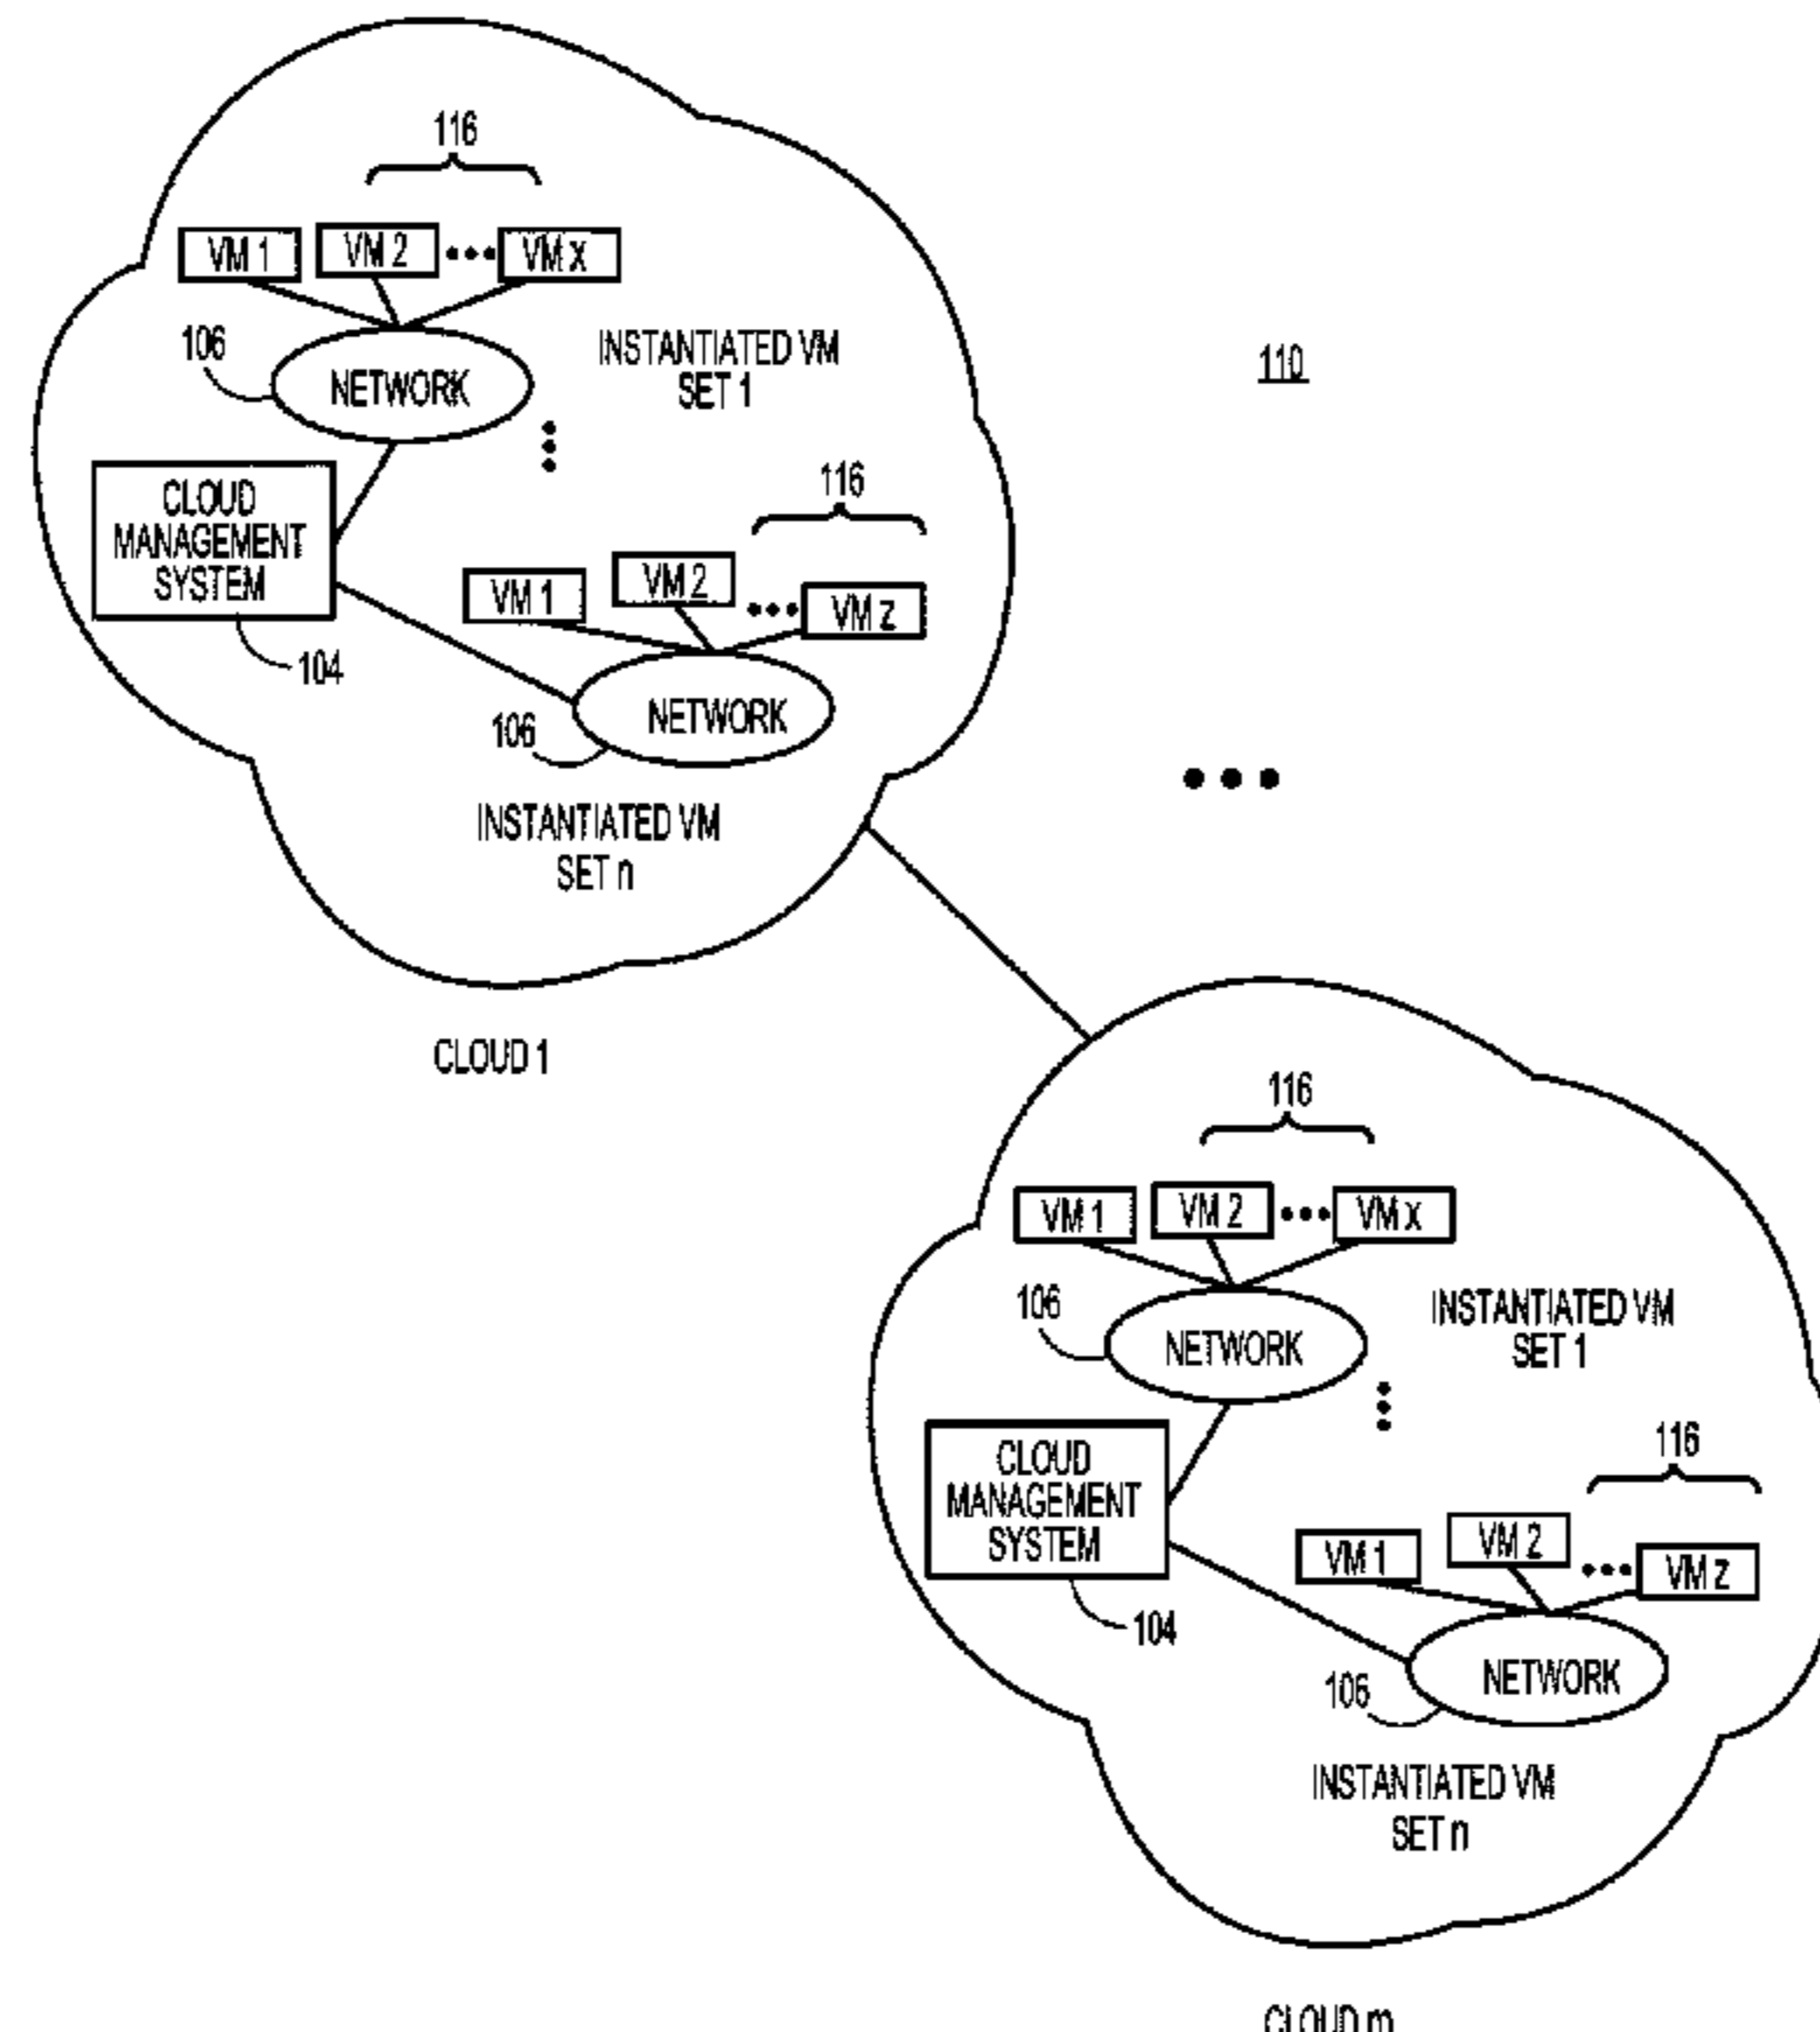 116
VM 1
VM 2
VM X
106
NETWORK
INSTANTIATED VM
SET 1
110
CLOUD
MANAGEMENT
SYSTEM
104
116
VM 1
VM 2
VM Z
106
NETWORK
INSTANTIATED VM
SET n
CLOUD 1
116
VM 1
VM 2
VM X
106
NETWORK
INSTANTIATED VM
SET 1
CLOUD
MANAGEMENT
SYSTEM
104
116
VM 1
VM 2
VM Z
106
NETWORK
INSTANTIATED VM
SET n
CLOUD m